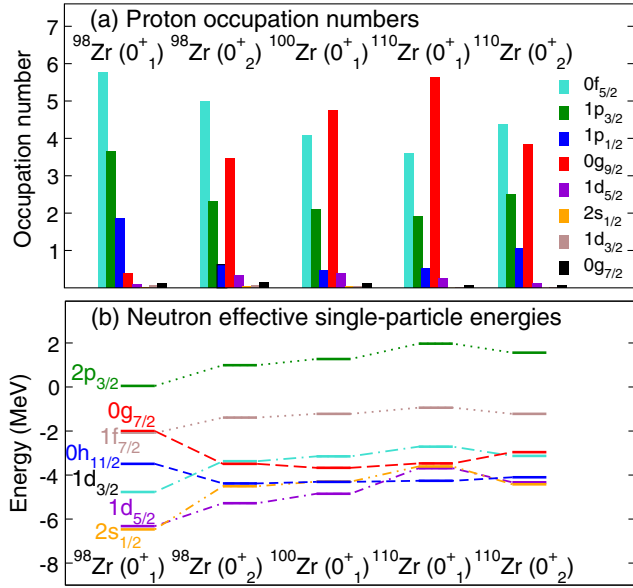 (a) Proton occupation numbers
⁹⁸Zr (0⁺₁) ⁹⁸Zr (0⁺₂) ¹⁰⁰Zr (0⁺₁) ¹¹⁰Zr (0⁺₁) ¹¹⁰Zr (0⁺₂)
Occupation number
7
6
5
4
3
2
1
0f5/2
1p3/2
1p1/2
0g9/2
1d5/2
2s1/2
1d3/2
0g7/2
(b) Neutron effective single-particle energies
Energy (MeV)
2
0
-2
-4
-6
-8
2p3/2
0g7/2
1f7/2
0h11/2
1d3/2
1d5/2
2s1/2
⁹⁸Zr (0⁺₁) ⁹⁸Zr (0⁺₂) ¹⁰⁰Zr (0⁺₁) ¹¹⁰Zr (0⁺₁) ¹¹⁰Zr (0⁺₂)